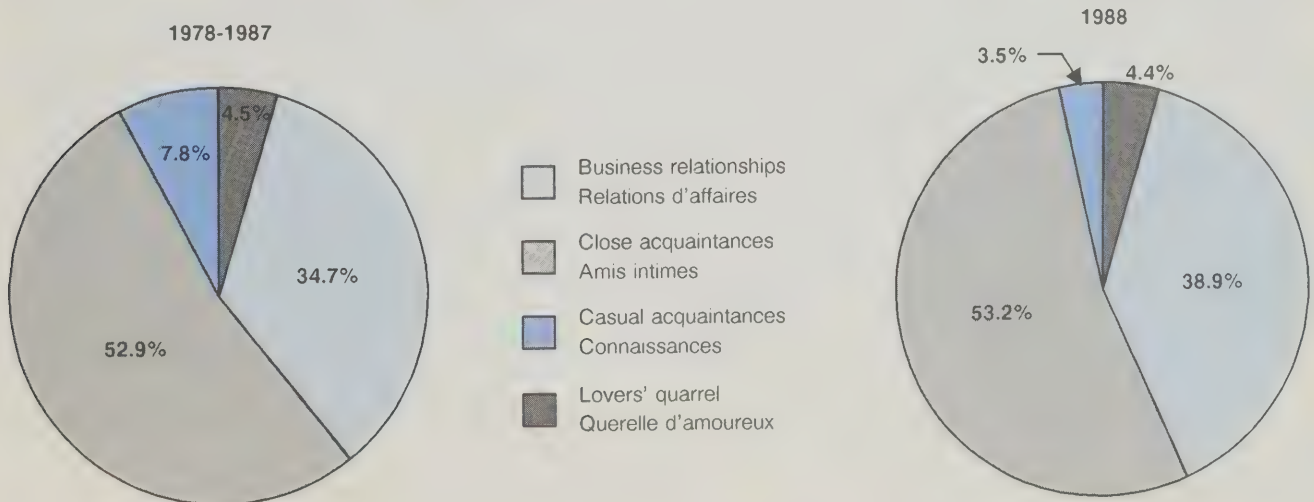 1978-1987
4.5%
7.8%
34.7%
52.9%
Business relationships
Relations d'affaires
Close acquaintances
Amis intimes
Casual acquaintances
Connaissances
Lovers' quarrel
Querelle d'amoureux
1988
3.5%
4.4%
38.9%
53.2%